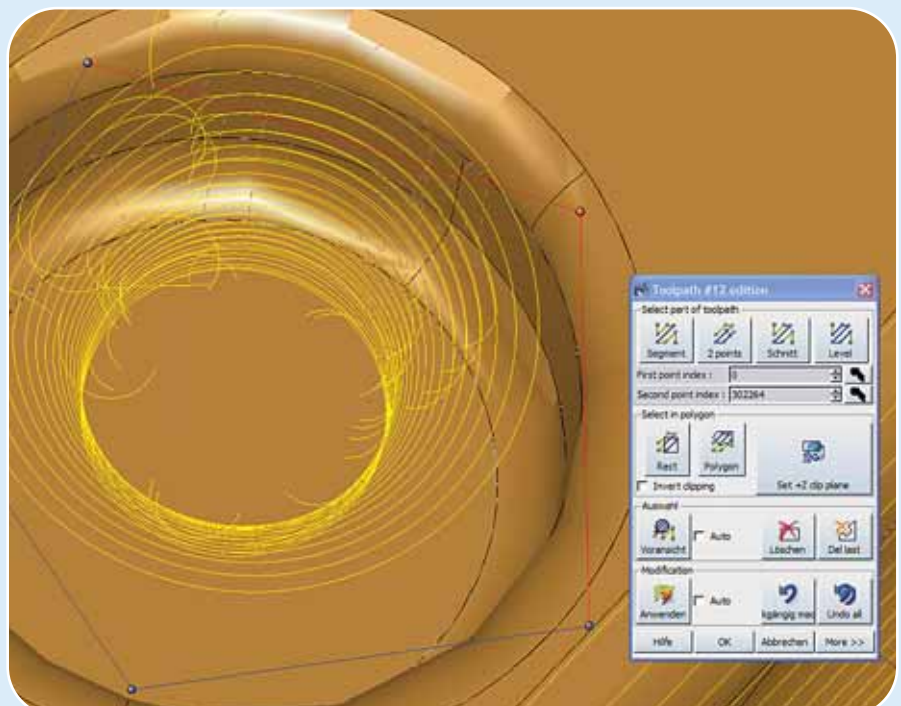 Toolpath #12 edition
Select part of toolpath
Segment 2 points Schnitt Level
First point index : 0
Second point index : 302264
Select in polygon
Rect Polygon Set +Z clip plane
Invert clipping
Auswahl
Voransicht Auto Löschen Del last
Modification
Anwenden Auto kgängig mac Undo all
Hilfe OK Abbrechen More >>